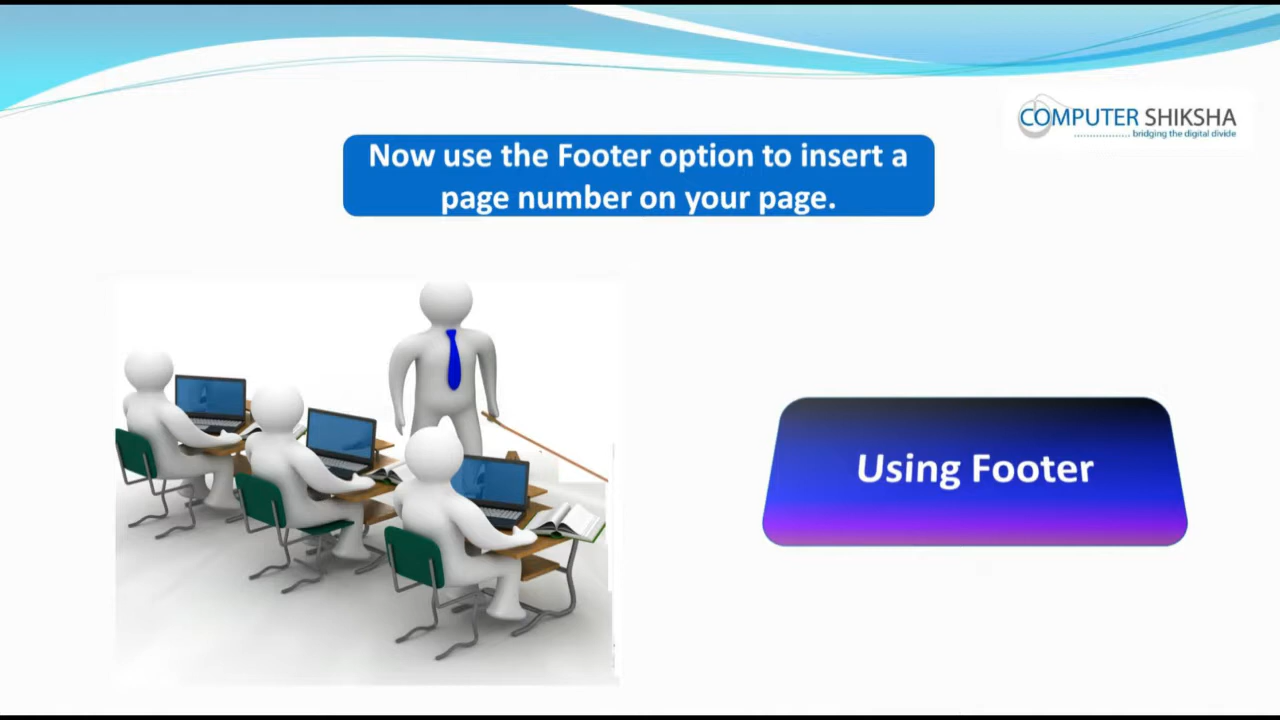 COMPUTER SHIKSHA
bridging the digital divide
Now use the Footer option to insert a
page number on your page.
Using Footer